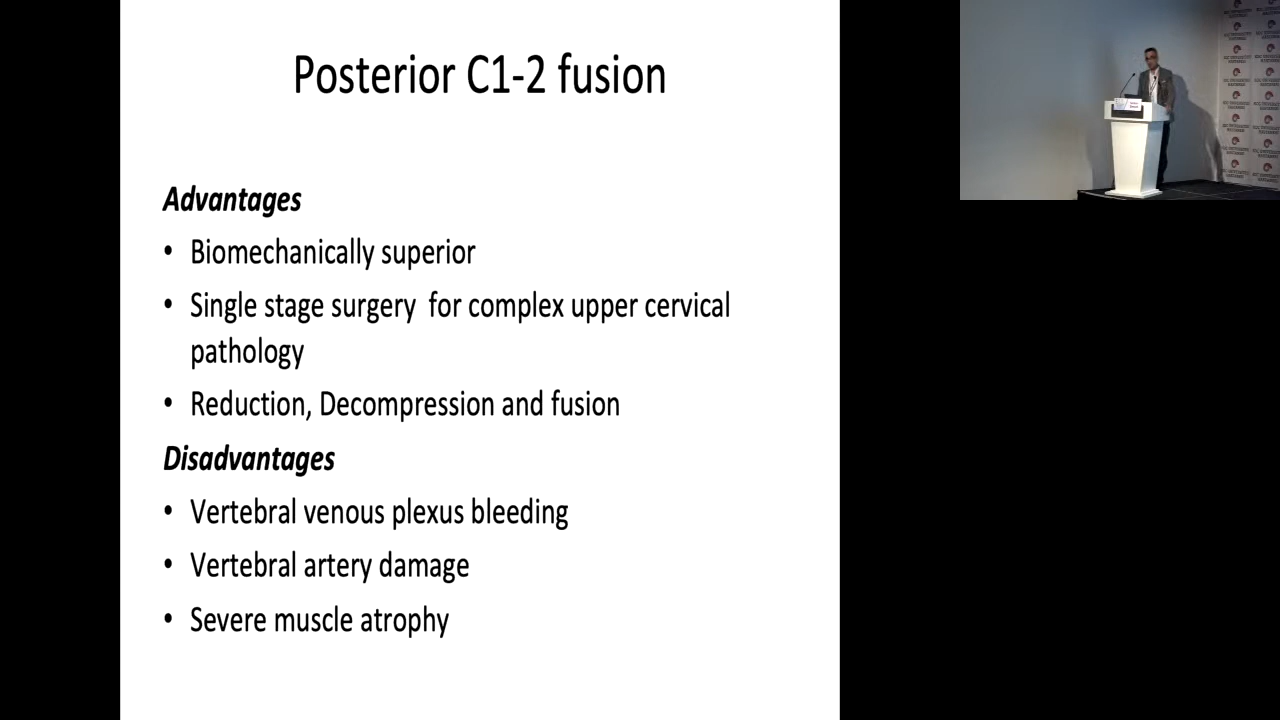 Posterior C1-2 fusion
Advantages
• Biomechanically superior
• Single stage surgery  for complex upper cervical
pathology
• Reduction, Decompression and fusion
Disadvantages
• Vertebral venous plexus bleeding
• Vertebral artery damage
• Severe muscle atrophy